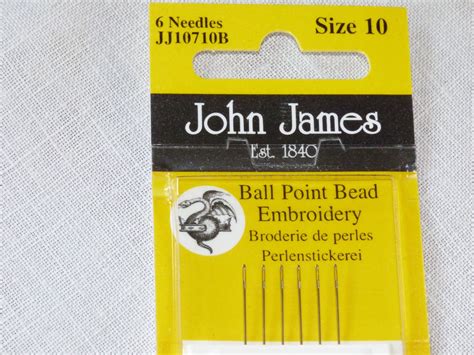 6 Needles
JJ10710B
Size 10
John James
Est. 1840
Ball Point Bead
Embroidery
Broderie de perles
Perlenstickerei